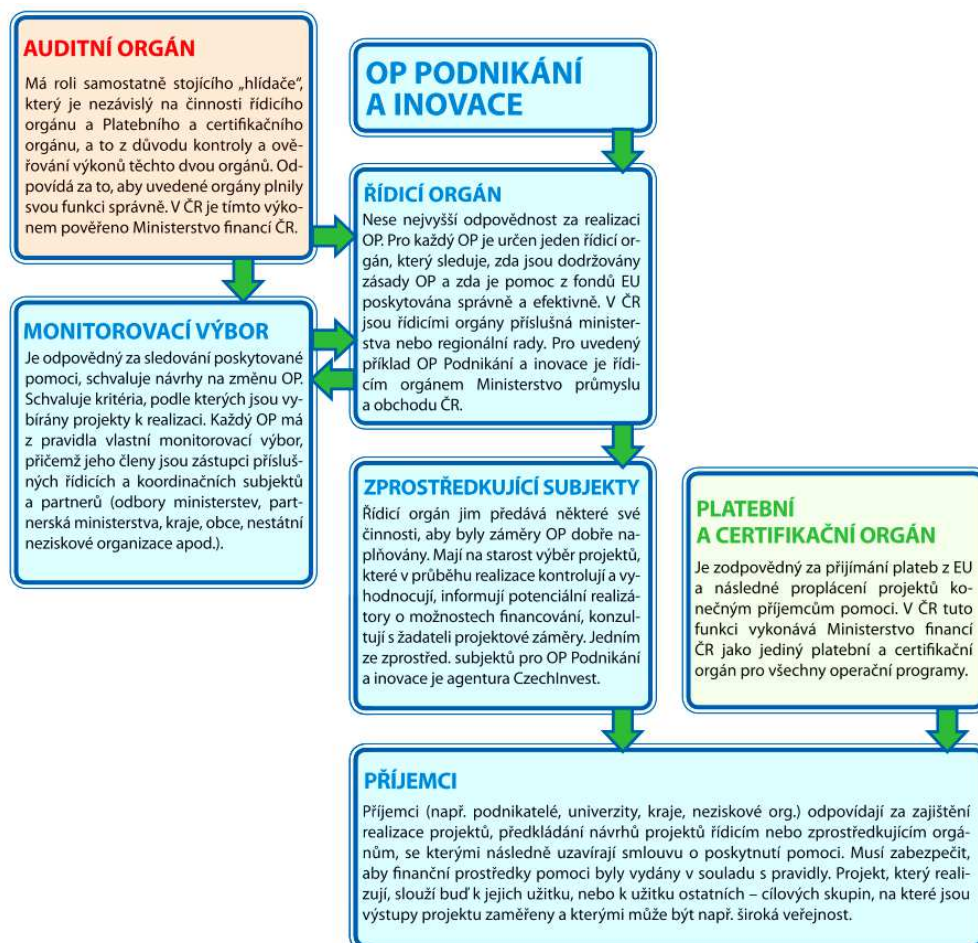 AUDITNÍ ORGÁN
Má roli samostatně stojícího „hlídače“,
který je nezávislý na činnosti řídicího
orgánu a Platebního a certifikačního
orgánu, a to z důvodu kontroly a ově-
řování výkonů těchto dvou orgánů. Od-
povídá za to, aby uvedené orgány plnily
svou funkci správně. V ČR je tímto výko-
nem pověřeno Ministerstvo financí ČR.
OP PODNIKÁNÍ
A INOVACE
ŘÍDICÍ ORGÁN
Nese nejvyšší odpovědnost za realizaci
OP. Pro každý OP je určen jeden řídicí or-
gán, který sleduje, zda jsou dodržovány
zásady OP a zda je pomoc z fondů EU
poskytována správně a efektivně. V ČR
jsou řídicími orgány příslušná minister-
stva nebo regionální rady. Pro uvedený
příklad OP Podnikání a inovace je řídi-
cím orgánem Ministerstvo průmyslu
a obchodu ČR.
MONITOROVACÍ VÝBOR
Je odpovědný za sledování poskytované
pomoci, schvaluje návrhy na změnu OP.
Schvaluje kritéria, podle kterých jsou vy-
bírány projekty k realizaci. Každý OP má
z pravidla vlastní monitorovací výbor,
přičemž jeho členy jsou zástupci přísluš-
ných řídicích a koordinačních subjektů
a partnerů (odbory ministerstev, part-
nerská ministerstva, kraje, obce, nestátní
neziskové organizace apod.).
ZPROSTŘEDKUJÍCÍ SUBJEKTY
Řídicí orgán jim předává některé své
činnosti, aby byly záměry OP dobře na-
plňovány. Mají na starost výběr projektů,
které v průběhu realizace kontrolují a vy-
hodnocují, informují potenciální realizá-
tory o možnostech financování, konzul-
tují s žadateli projektové záměry. Jedním
ze zprostřed. subjektů pro OP Podnikání
a inovace je agentura CzechInvest.
PLATEBNÍ
A CERTIFIKAČNÍ ORGÁN
Je zodpovědný za přijímání plateb z EU
a následné proplácení projektů ko-
nečným příjemcům pomoci. V ČR tuto
funkci vykonává Ministerstvo financí
ČR jako jediný platební a certifikační
orgán pro všechny operační programy.
PŘÍJEMCI
Příjemci (např. podnikatelé, univerzity, kraje, neziskové org.) odpovídají za zajištění
realizace projektů, předkládání návrhů projektů řídicím nebo zprostředkujícím orgá-
nům, se kterými následně uzavírají smlouvu o poskytnutí pomoci. Musí zabezpečit,
aby finanční prostředky pomoci byly vydány v souladu s pravidly. Projekt, který reali-
zují, slouží buď k jejich užitku, nebo k užitku ostatních – cílových skupin, na které jsou
výstupy projektu zaměřeny a kterými může být např. široká veřejnost.